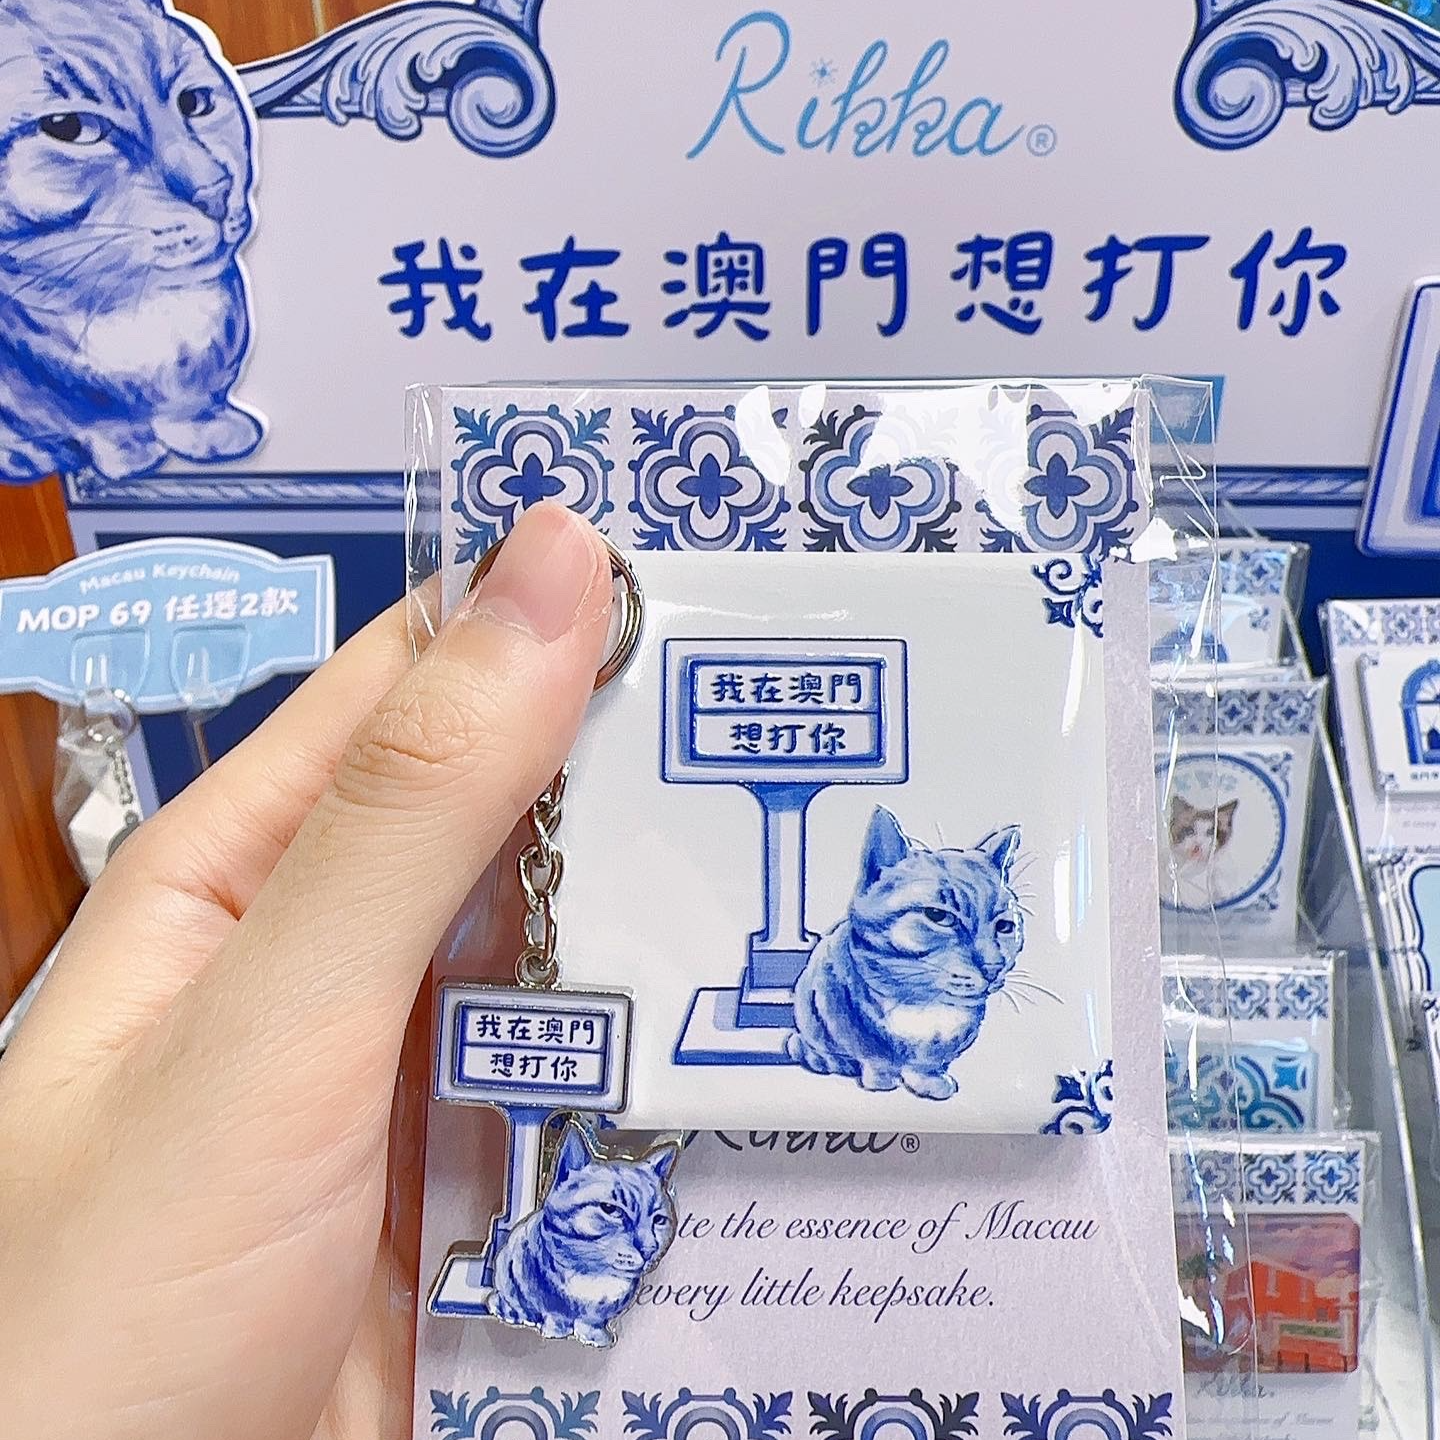 Rikka®
我在澳門想打你
Macau Keychain
MOP 69 任選2款
我在澳門
想打你
我在澳門
想打你
the essence of Macau
every little keepsake.
Rikka.